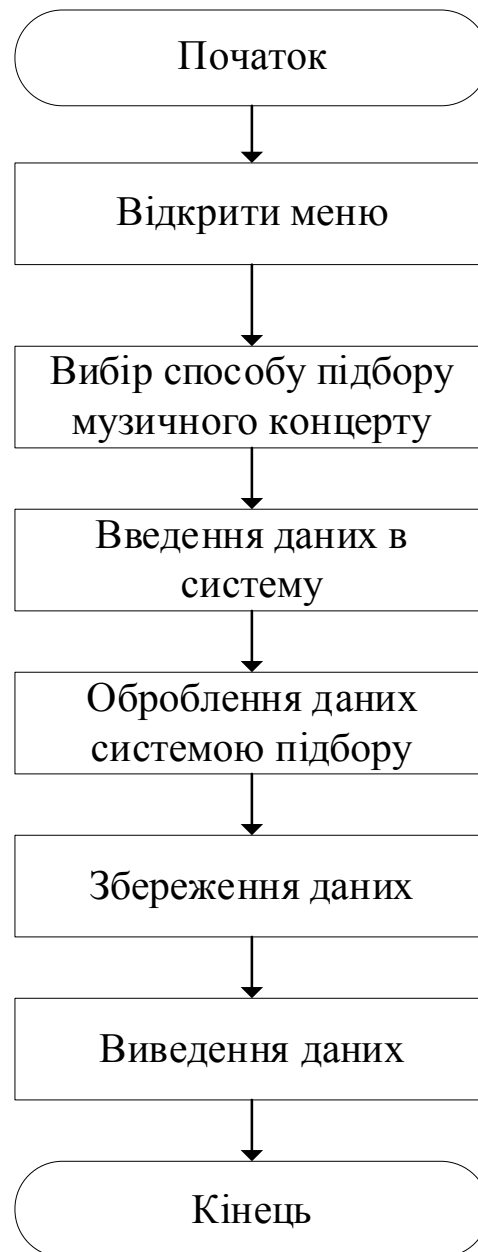 Початок
Відкрити меню
Вибір способу підбору
музичного концерту
Введення даних в
систему
Оброблення даних
системою підбору
Збереження даних
Виведення даних
Кінець